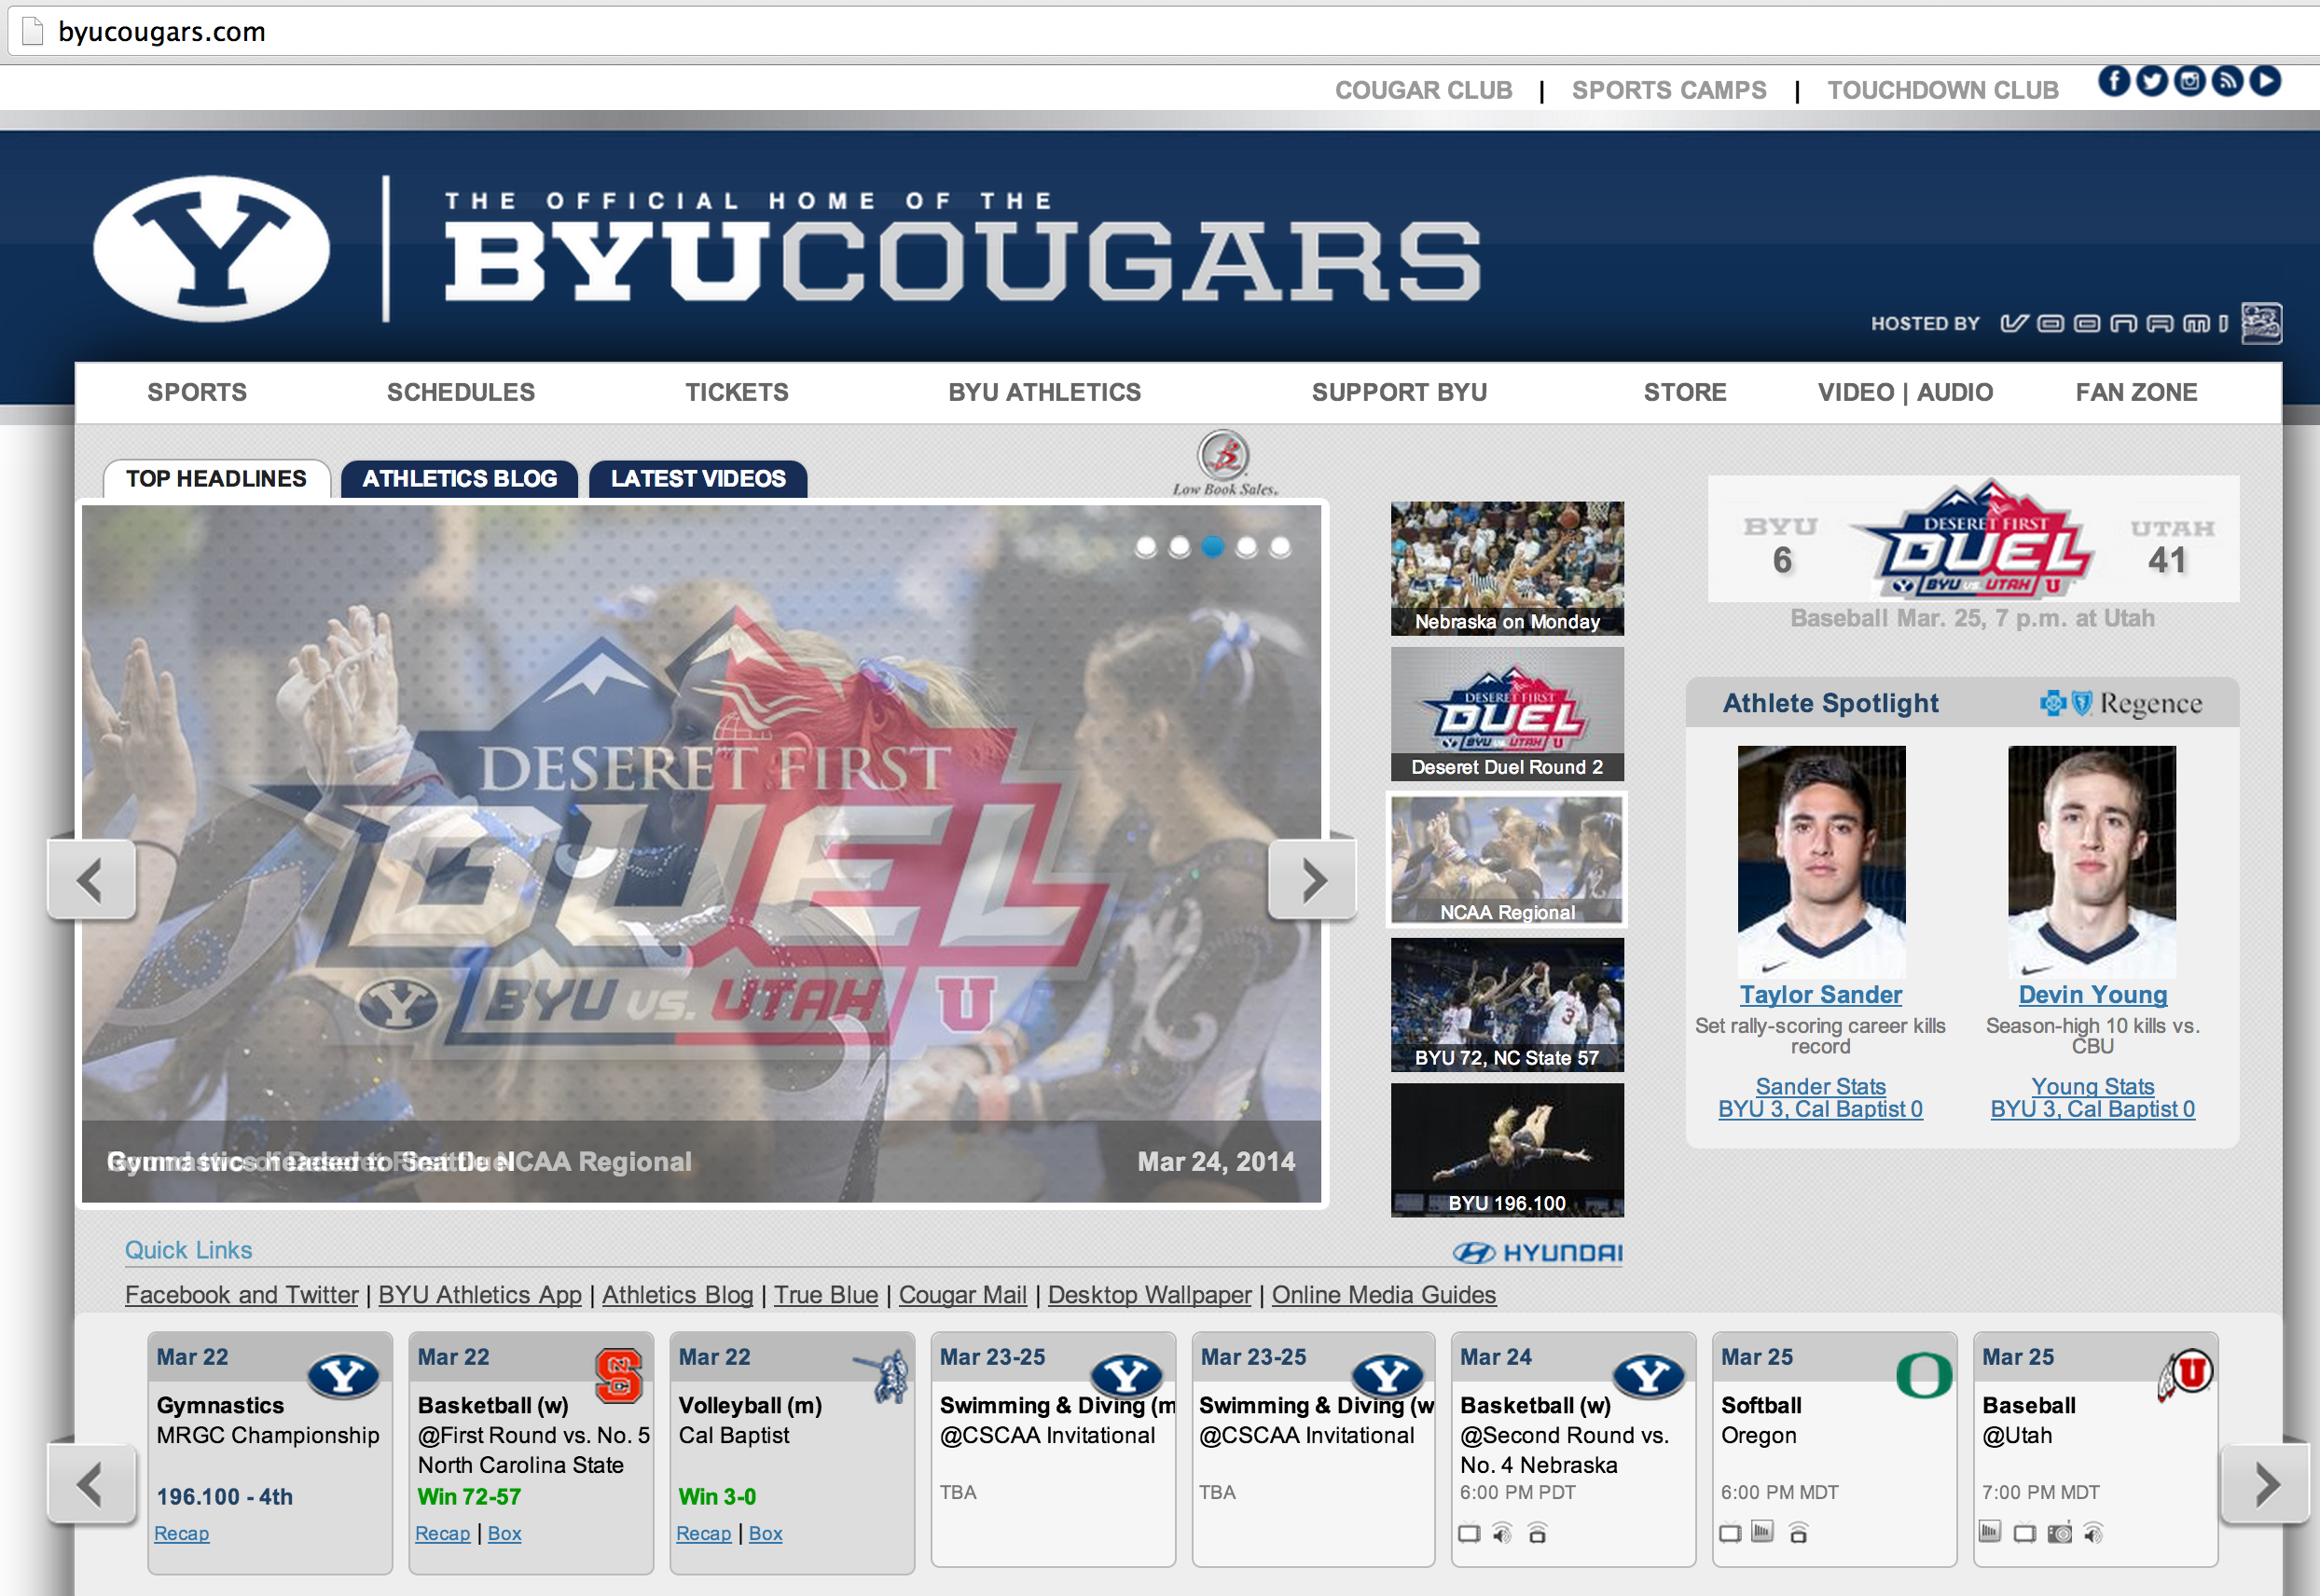 byucougars.com
COUGAR CLUB | SPORTS CAMPS | TOUCHDOWN CLUB
THE OFFICIAL HOME OF THE
BYUCOUGARS
HOSTED BY VOONAMI
SPORTS SCHEDULES TICKETS BYU ATHLETICS SUPPORT BYU STORE VIDEO | AUDIO FAN ZONE
TOP HEADLINES ATHLETICS BLOG LATEST VIDEOS
Low Book Sales.
DESERET FIRST
DUEL
BYU VS. UTAH
U
NCAA Regional
Mar 24, 2014
Nebraska on Monday
DESERET FIRST
DUEL
BYU VS. UTAH U
Deseret Duel Round 2
NCAA Regional
3
BYU 72, NC State 57
BYU 196.100
BYU
6
DESERET FIRST
DUEL
BYU VS. UTAH U
UTAH
41
Baseball Mar. 25, 7 p.m. at Utah
Athlete Spotlight Regence
Taylor Sander
Set rally-scoring career kills
record
Sander Stats
BYU 3, Cal Baptist 0
Devin Young
Season-high 10 kills vs.
CBU
Young Stats
BYU 3, Cal Baptist 0
Quick Links
HYUNDAI
Facebook and Twitter | BYU Athletics App | Athletics Blog | True Blue | Cougar Mail | Desktop Wallpaper | Online Media Guides
Mar 22
Gymnastics
MRGC Championship
196.100 - 4th
Recap
Mar 22
Basketball (w)
@First Round vs. No. 5
North Carolina State
Win 72-57
Recap | Box
Mar 22
Volleyball (m)
Cal Baptist
Win 3-0
Recap | Box
Mar 23-25
Swimming & Diving (m
@CSCAA Invitational
TBA
Mar 23-25
Swimming & Diving (w
@CSCAA Invitational
TBA
Mar 24
Basketball (w)
@Second Round vs.
No. 4 Nebraska
6:00 PM PDT
Mar 25
Softball
Oregon
6:00 PM MDT
Mar 25
Baseball
@Utah
7:00 PM MDT